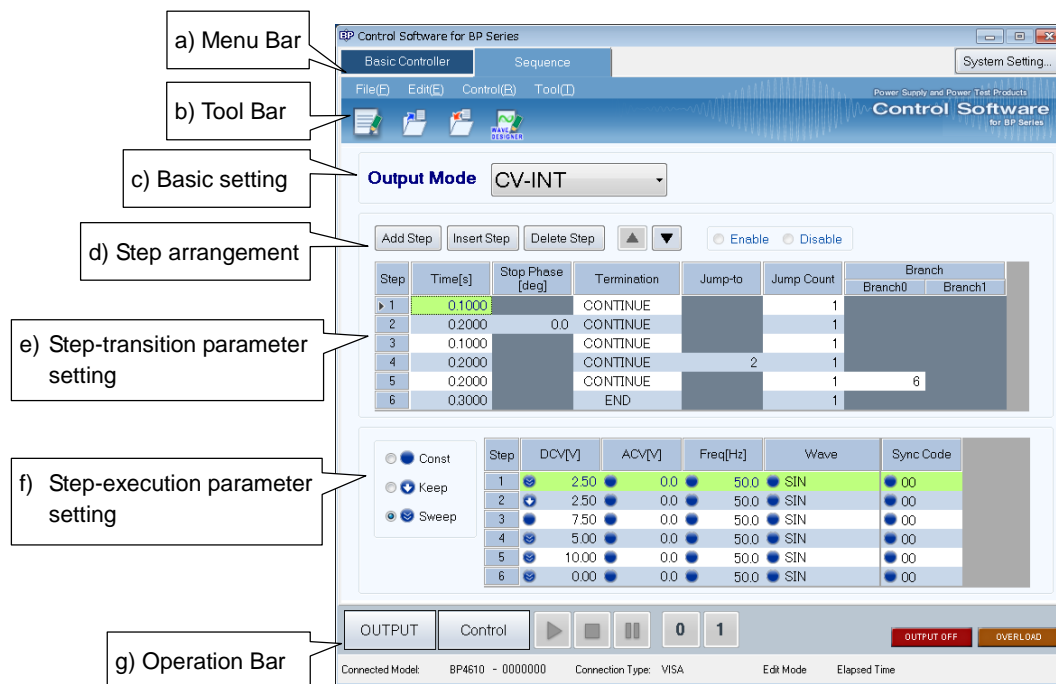 a) Menu Bar
b) Tool Bar
c) Basic setting
d) Step arrangement
e) Step-transition parameter
setting
f) Step-execution parameter
setting
g) Operation Bar
BP Control Software for BP Series
Basic Controller Sequence System Setting...
File(F) Edit(E) Control(R) Tool(T)
Power Supply and Power Test Products
Control Software
for BP Series
WAVE
DESIGNER
Output Mode CV-INT
Add Step Insert Step Delete Step Enable Disable
Step Time[s] Stop Phase [deg] Termination Jump-to Jump Count Branch
Branch0 Branch1
1 0.1000 CONTINUE 1
2 0.2000 0.0 CONTINUE 1
3 0.1000 CONTINUE 1
4 0.2000 CONTINUE 2 1
5 0.2000 CONTINUE 1 6
6 0.3000 END 1
Const
Keep
Sweep
Step DCV[V] ACV[V] Freq[Hz] Wave Sync Code
1 2.50 0.0 50.0 SIN 00
2 2.50 0.0 50.0 SIN 00
3 7.50 0.0 50.0 SIN 00
4 5.00 0.0 50.0 SIN 00
5 10.00 0.0 50.0 SIN 00
6 0.00 0.0 50.0 SIN 00
OUTPUT Control 0 1 OUTPUT OFF OVERLOAD
Connected Model: BP4610 - 0000000 Connection Type: VISA Edit Mode Elapsed Time